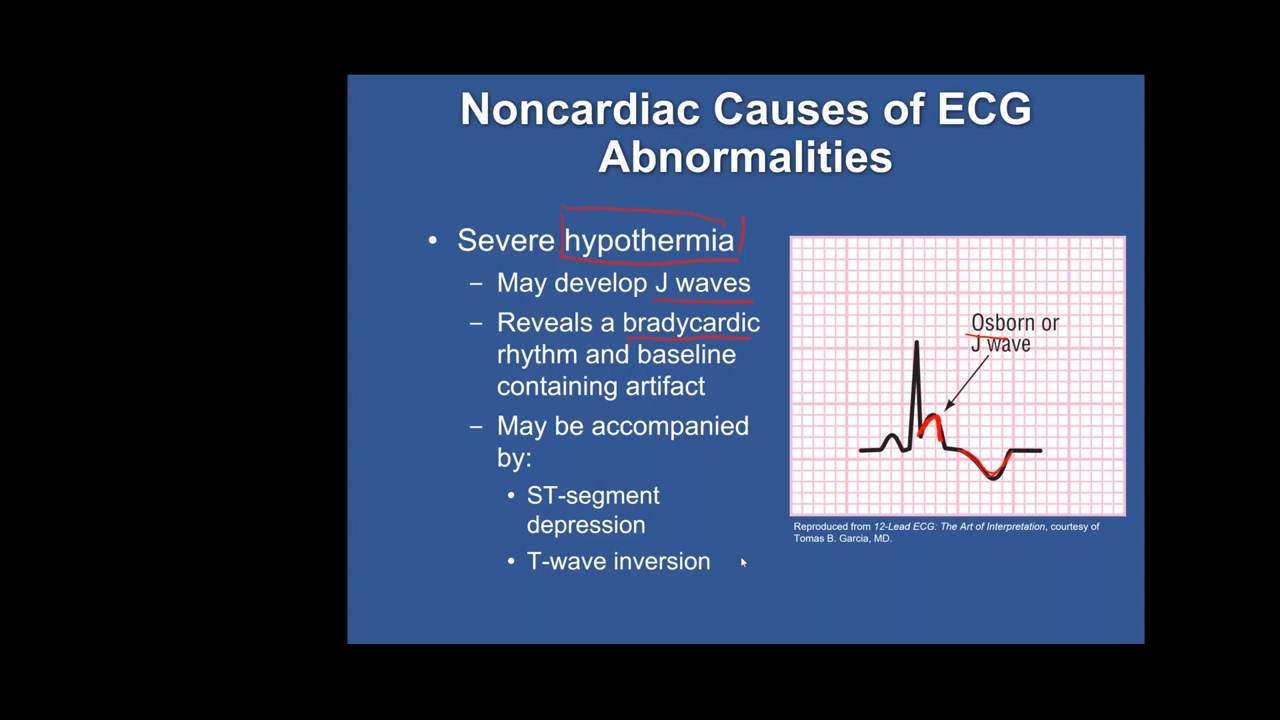 Noncardiac Causes of ECG
Abnormalities
• Severe hypothermia
– May develop J waves
– Reveals a bradycardic
rhythm and baseline
containing artifact
– May be accompanied
by:
• ST-segment
depression
• T-wave inversion
Osborn or
J wave
Reproduced from 12-Lead ECG: The Art of Interpretation, courtesy of
Tomas B. Garcia, MD.